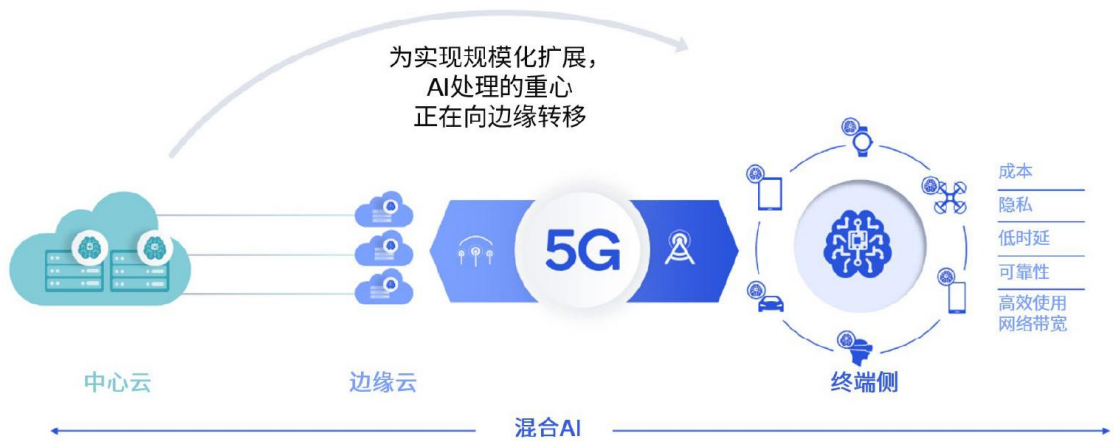 为实现规模化扩展，
AI处理的重心
正在向边缘转移
5G
成本
隐私
低时延
可靠性
高效使用
网络带宽
中心云
边缘云
终端侧
混合AI